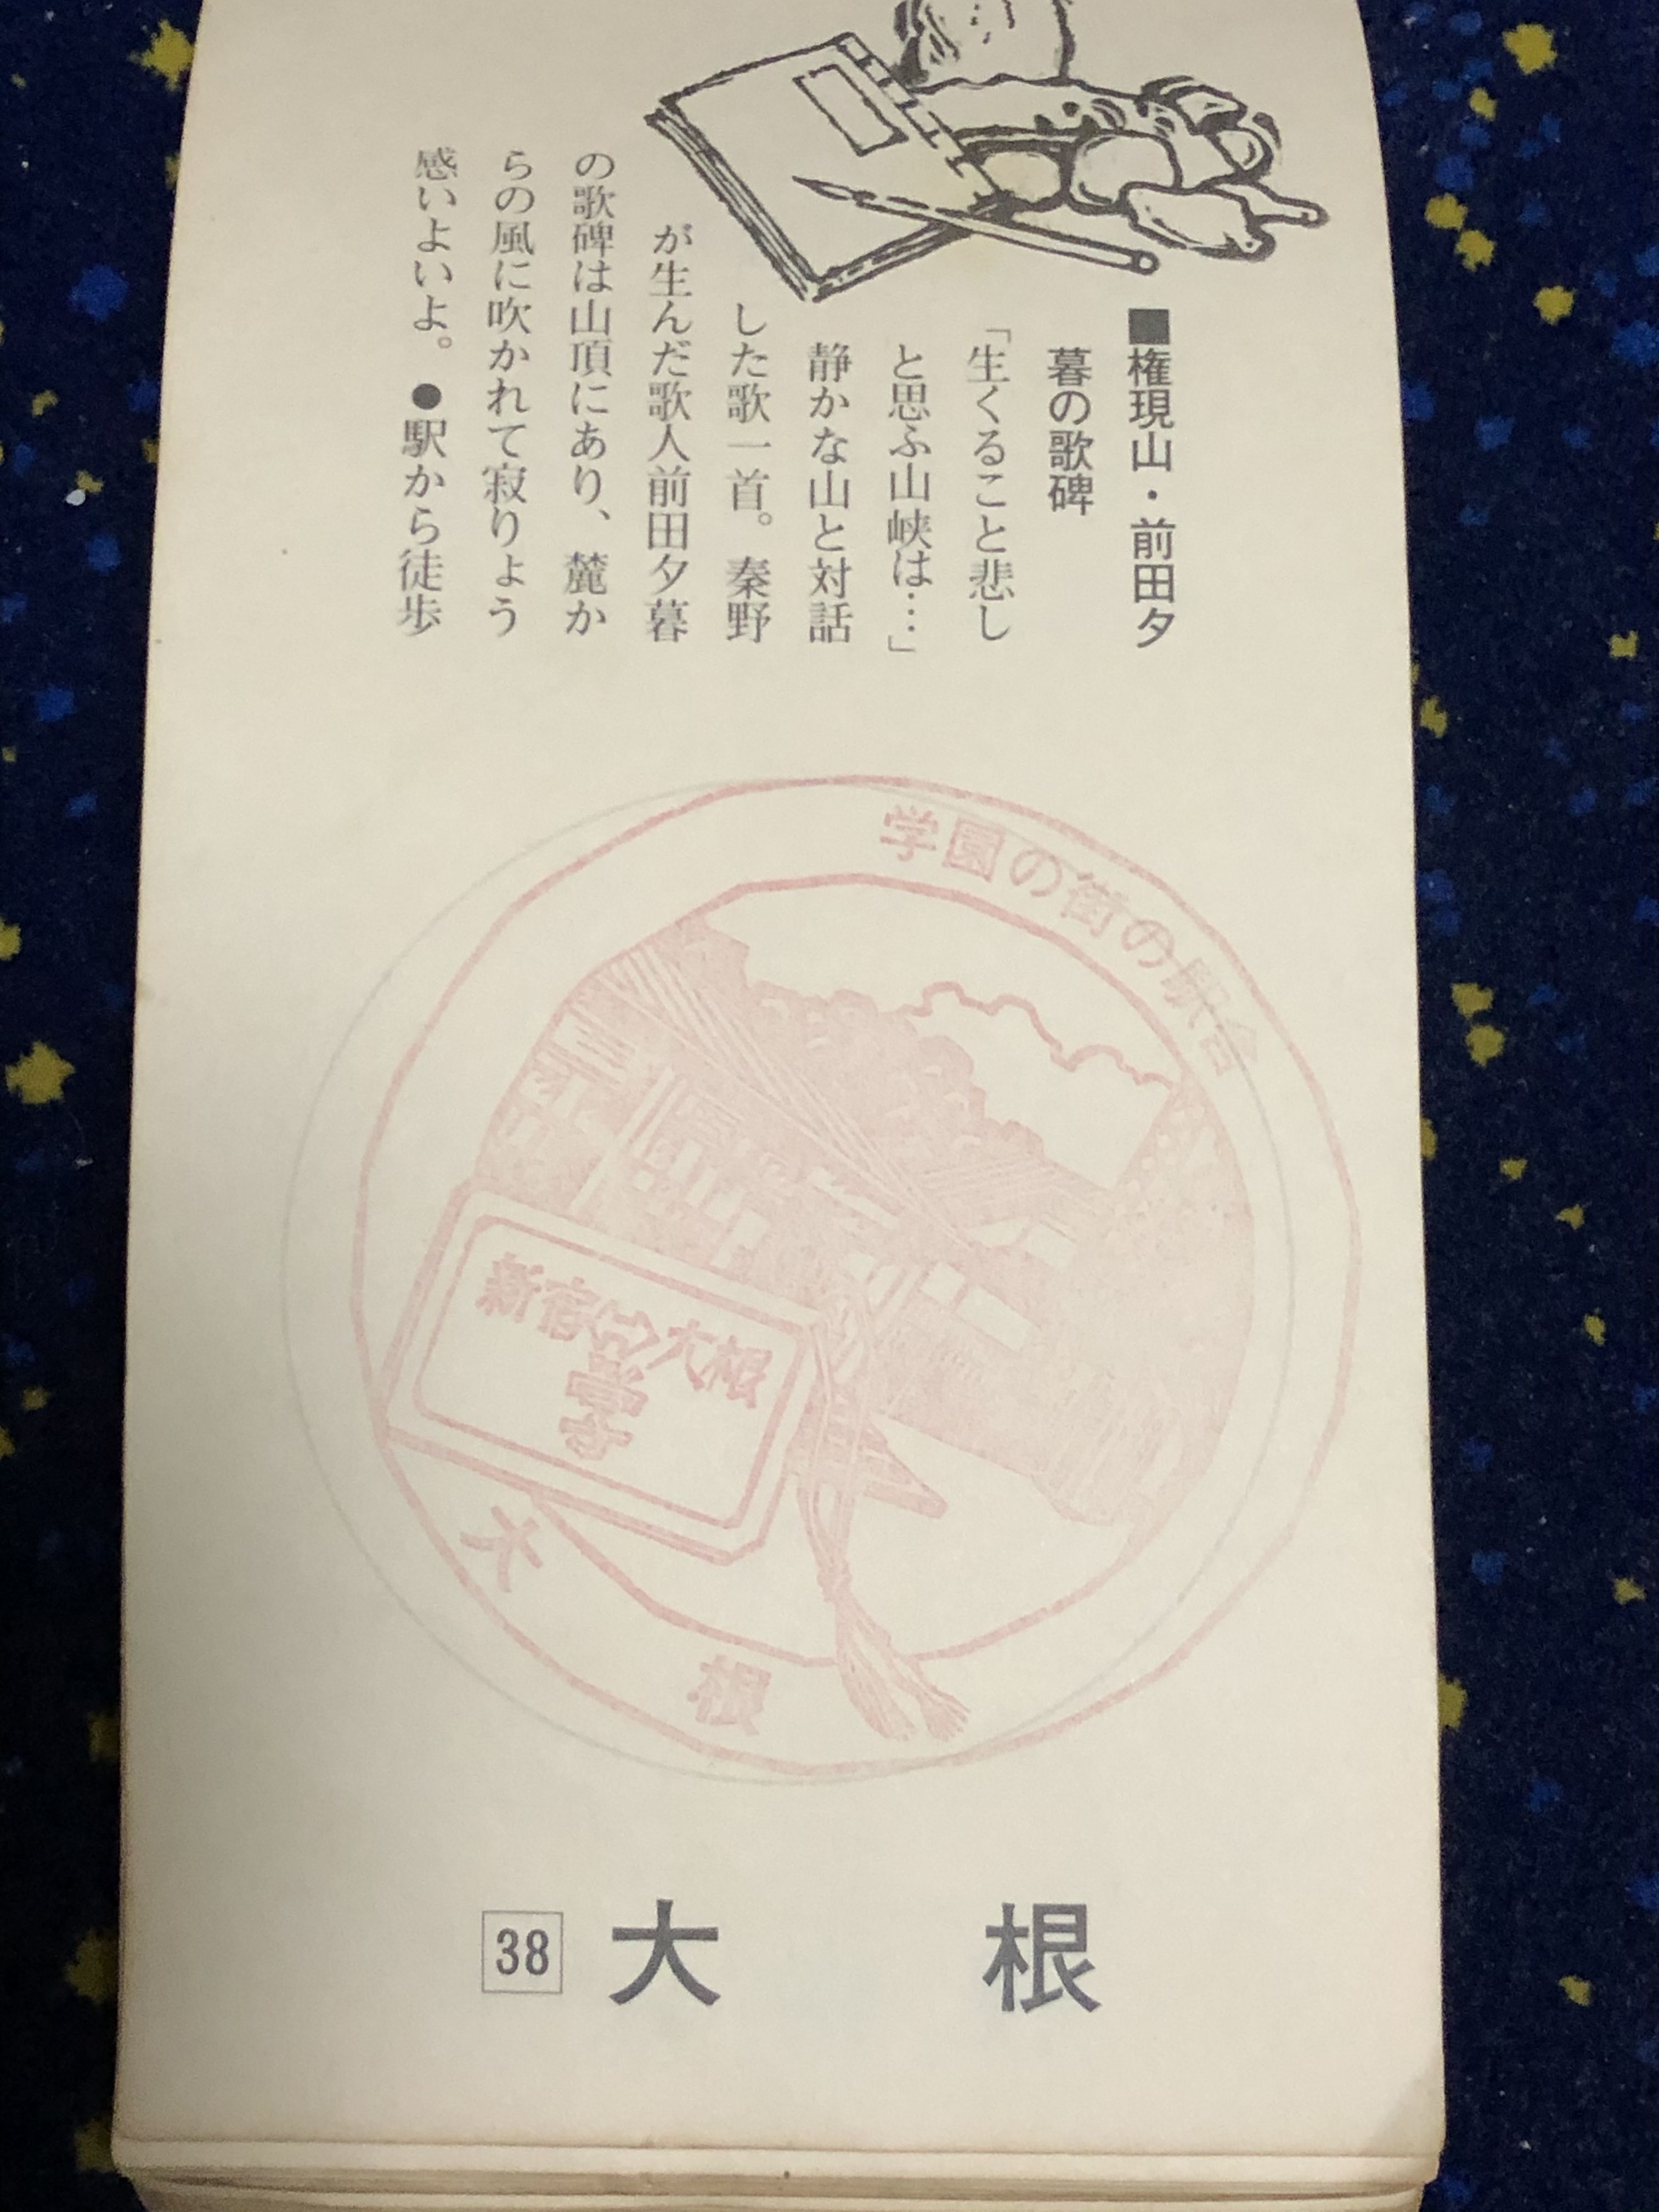 ■権現山・前田夕
暮の歌碑
「生くること悲し
と思ふ山峡は…」
静かな山と対話
した歌一首。秦野
が生んだ歌人前田夕暮
の歌碑は山頂にあり、麓か
らの風に吹かれて寂りょう
感いよいよ。●駅から徒歩
学園の街の駅舎
新宿⇔大根
大根
38 大根